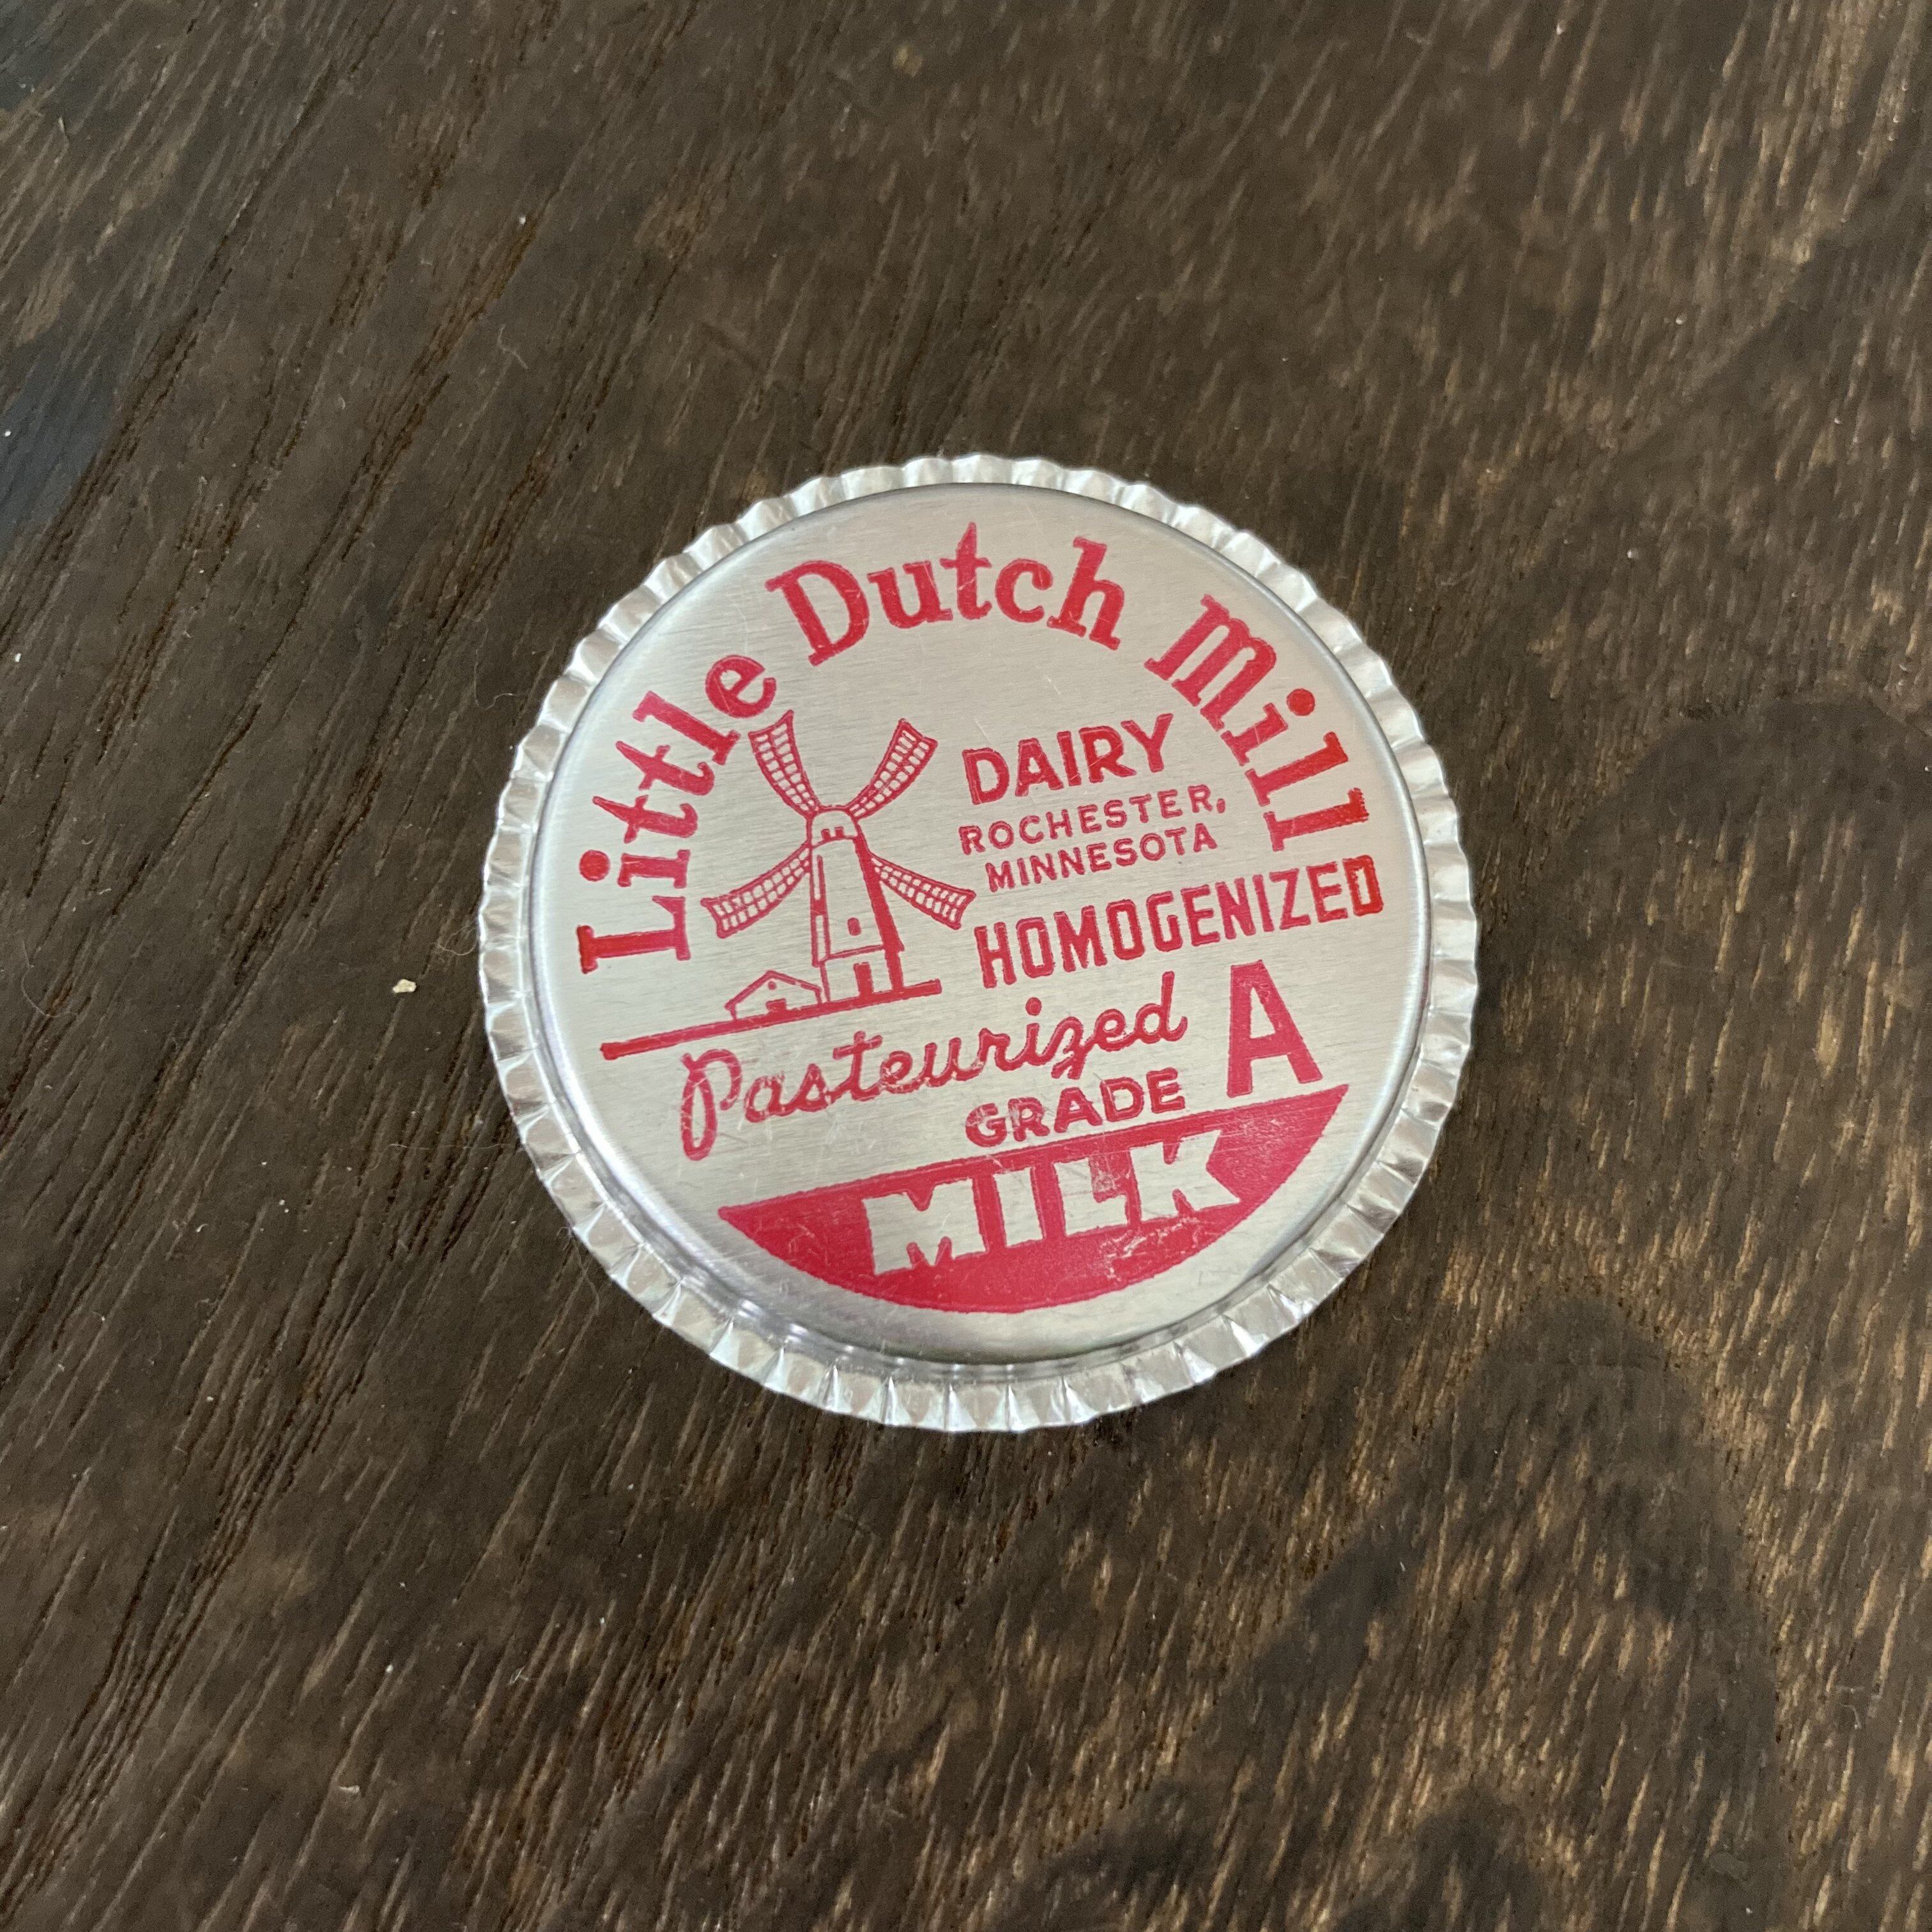 Little Dutch Mill
DAIRY
ROCHESTER,
MINNESOTA
HOMOGENIZED
Pasteurized
GRADE A
MILK